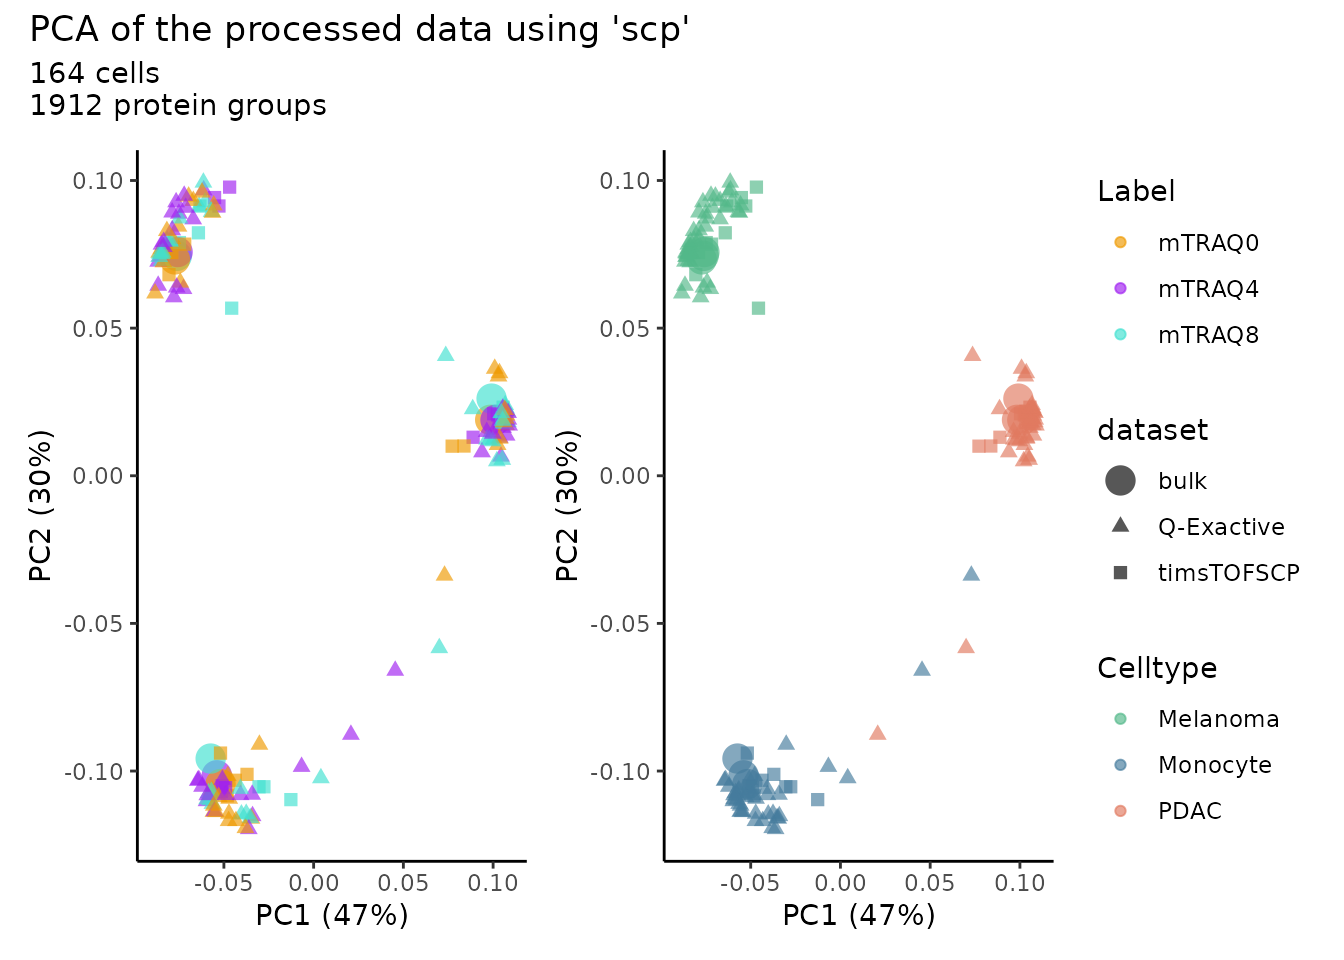 PCA of the processed data using 'scp'
164 cells
1912 protein groups
PC2 (30%)
0.10
0.05
0.00
-0.05
-0.10
-0.05 0.00 0.05 0.10
PC1 (47%)
PC2 (30%)
0.10
0.05
0.00
-0.05
-0.10
-0.05 0.00 0.05 0.10
PC1 (47%)
Label
mTRAQ0
mTRAQ4
mTRAQ8
dataset
bulk
Q-Exactive
timsTOFSCP
Celltype
Melanoma
Monocyte
PDAC